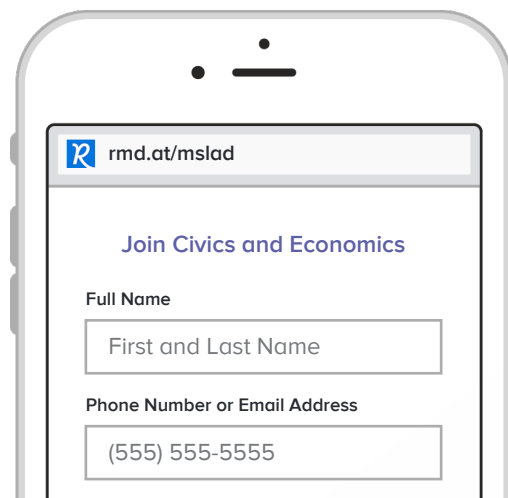 rmd.at/mslad
Join Civics and Economics
Full Name
First and Last Name
Phone Number or Email Address
(555) 555-5555